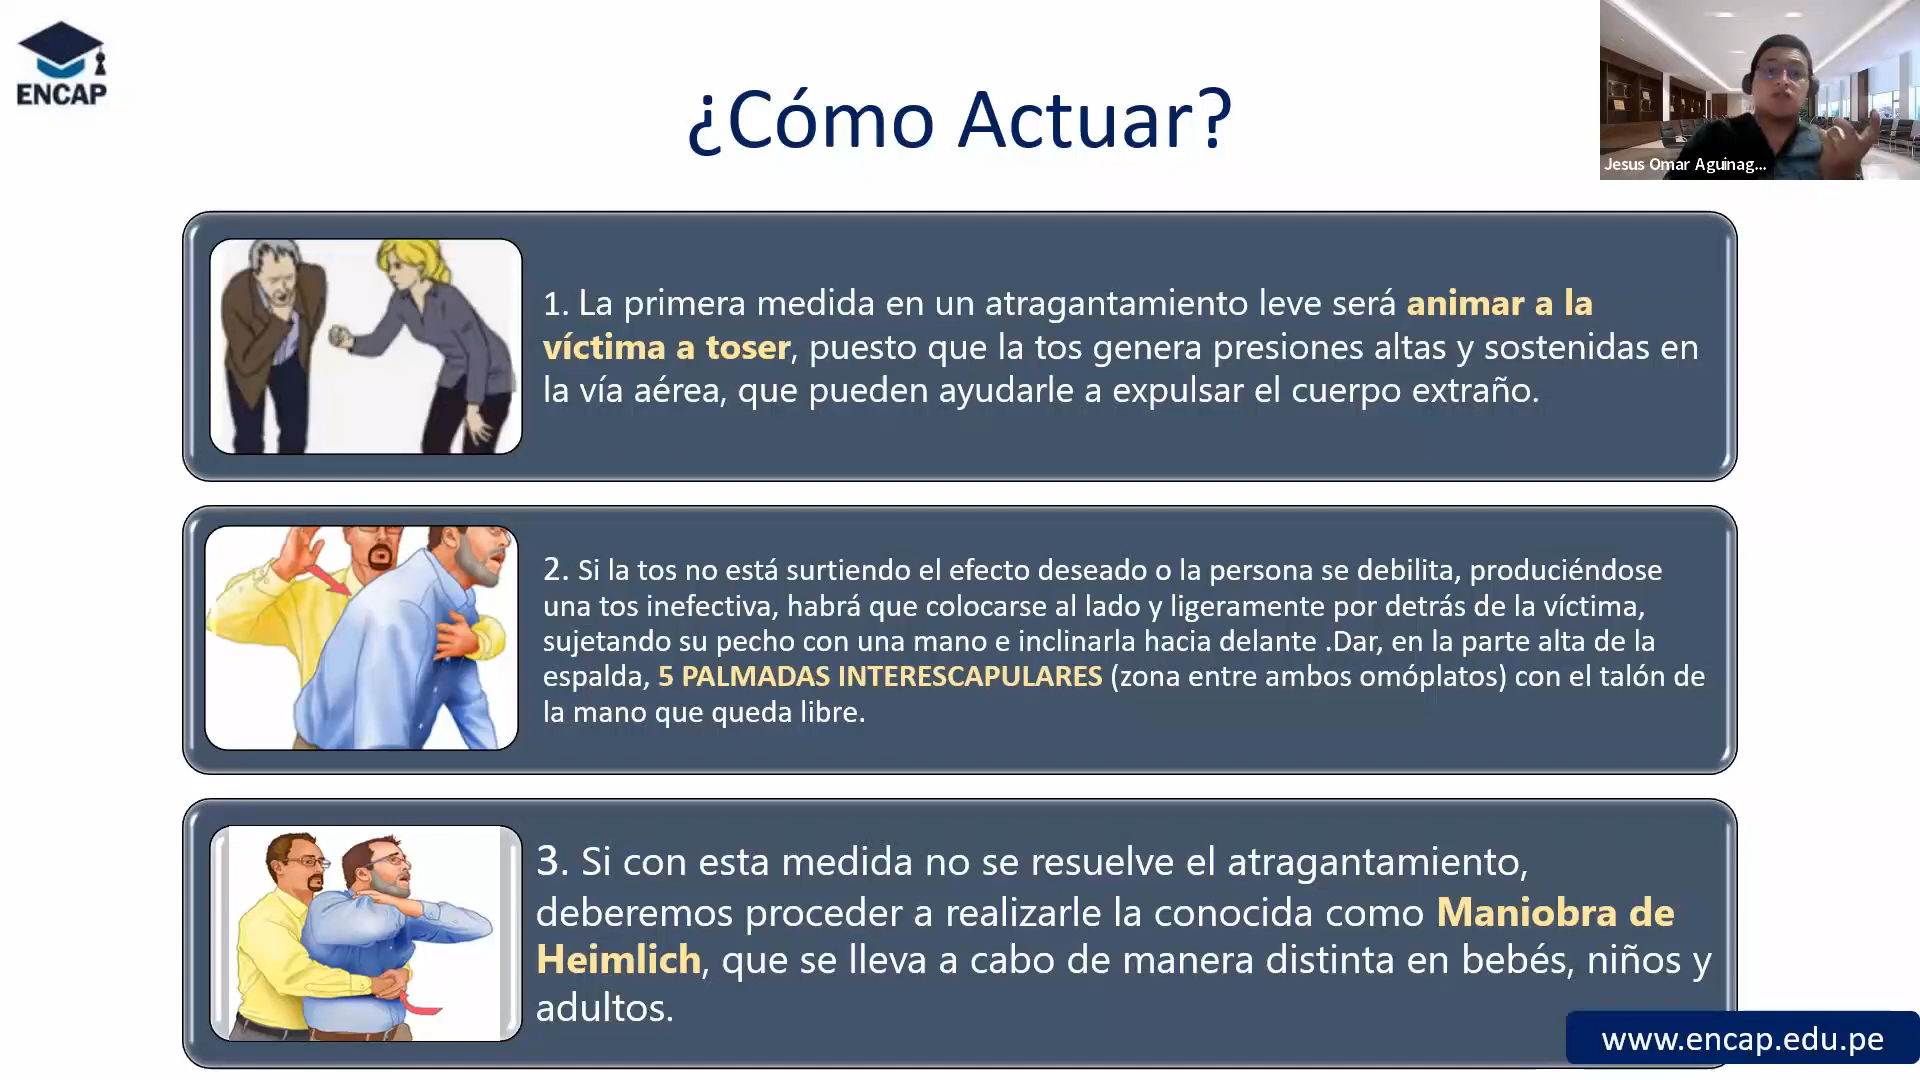 ENCAP
¿Cómo Actuar?
Jesus Omar Aguinag...
1. La primera medida en un atragantamiento leve será animar a la
víctima a toser, puesto que la tos genera presiones altas y sostenidas en
la vía aérea, que pueden ayudarle a expulsar el cuerpo extraño.
2. Si la tos no está surtiendo el efecto deseado o la persona se debilita, produciéndose
una tos inefectiva, habrá que colocarse al lado y ligeramente por detrás de la víctima,
sujetando su pecho con una mano e inclinarla hacia delante .Dar, en la parte alta de la
espalda, 5 PALMADAS INTERESCAPULARES (zona entre ambos omóplatos) con el talón de
la mano que queda libre.
3. Si con esta medida no se resuelve el atragantamiento,
deberemos proceder a realizarle la conocida como Maniobra de
Heimlich, que se lleva a cabo de manera distinta en bebés, niños y
adultos.
www.encap.edu.pe